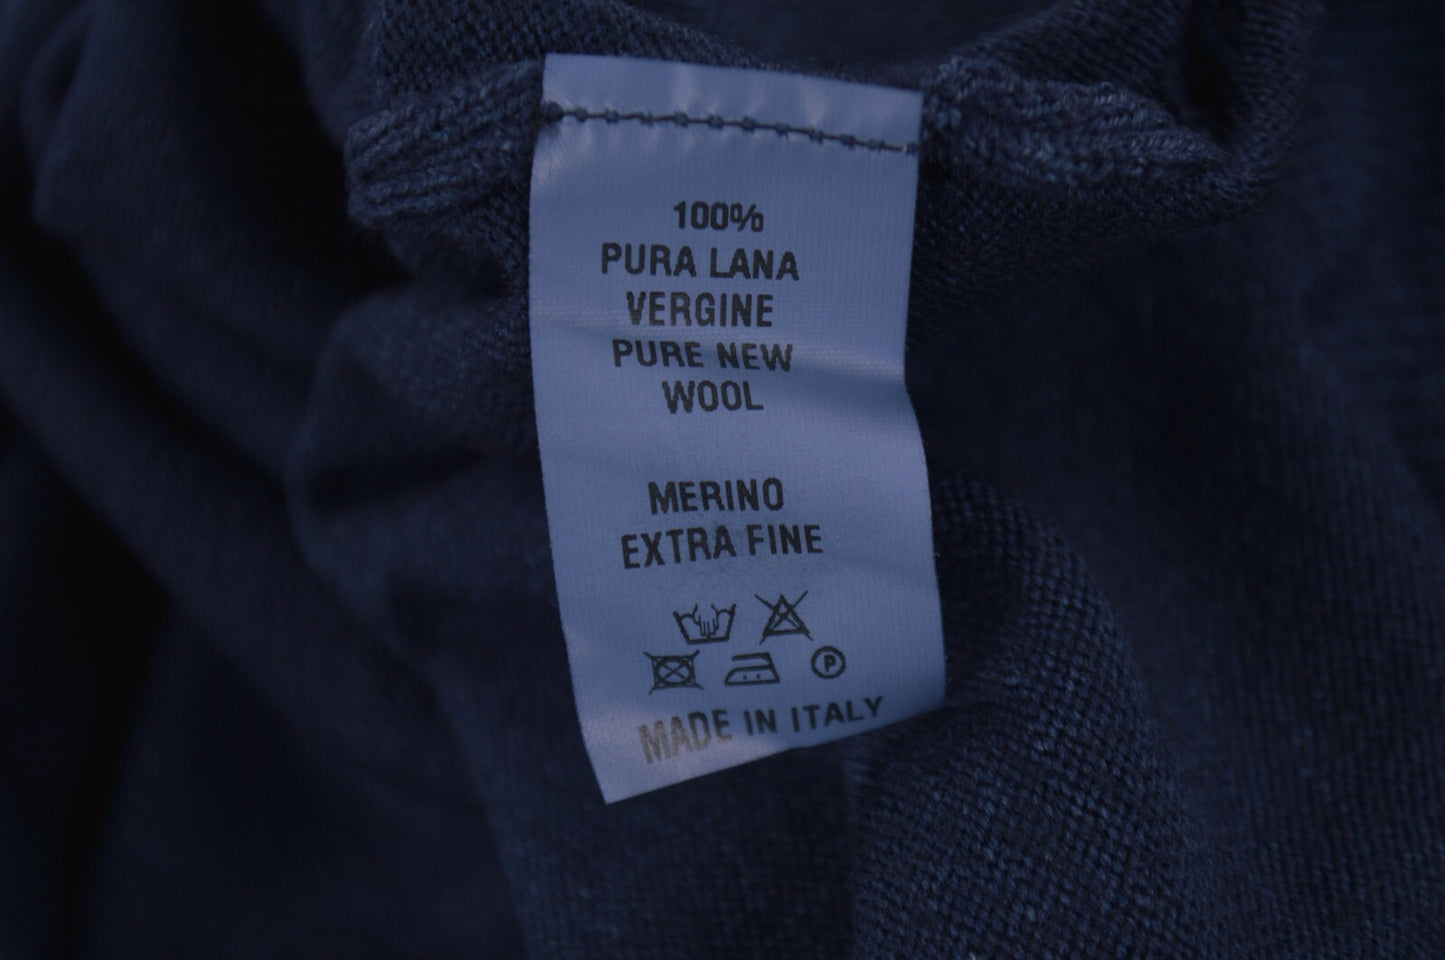 100%
PURA LANA
VERGINE
PURE NEW
WOOL
MERINO
EXTRA FINE
P
MADE IN ITALY